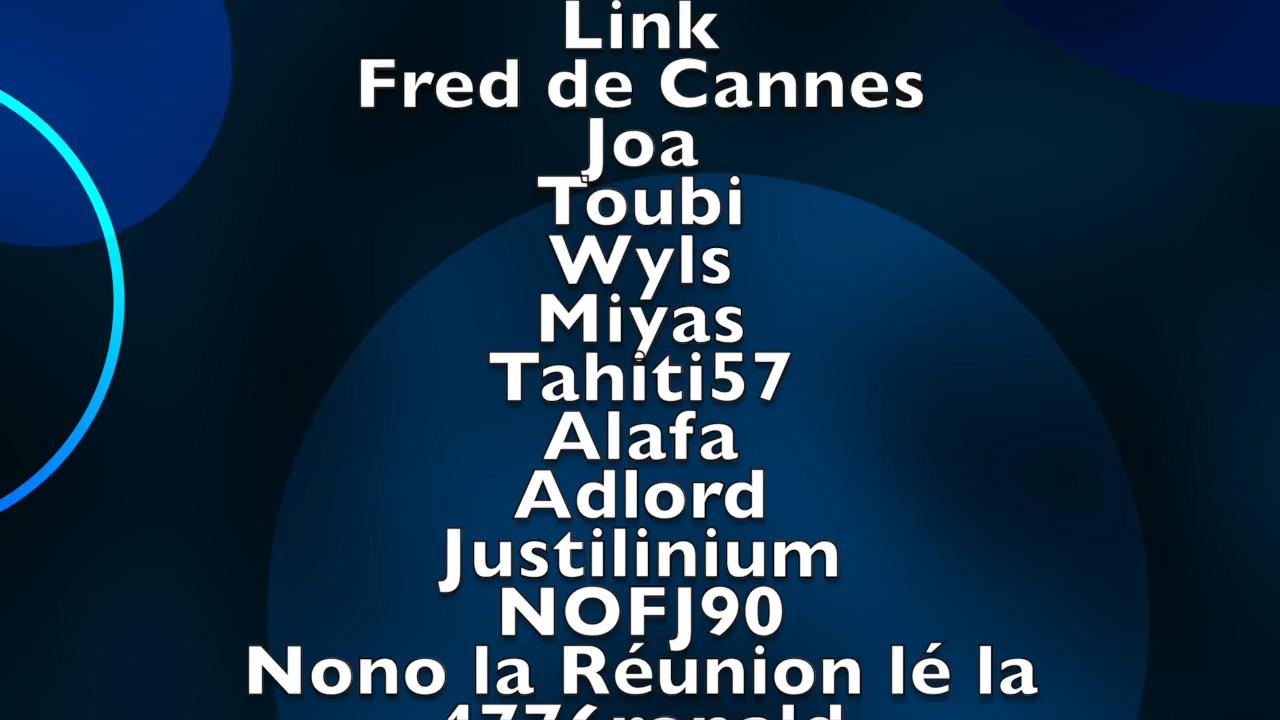 Link
Fred de Cannes
Joa
Toubi
Wyls
Miyas
Tahiti57
Alafa
Adlord
Justilinium
NOFJ90
Nono la Réunion lé la